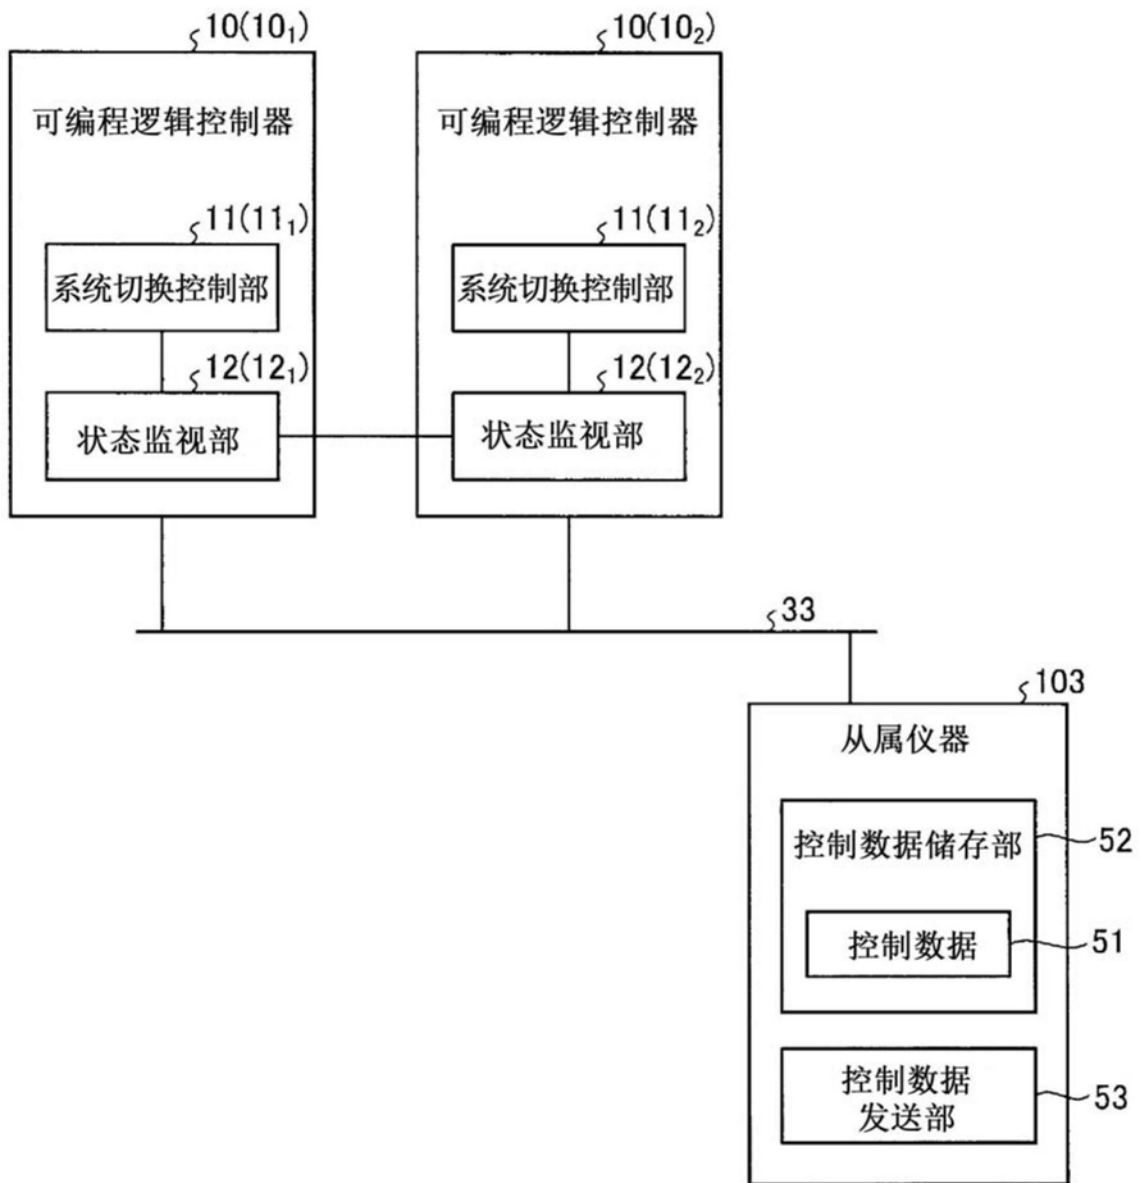 10(10₁)
10(10₂)
可编程逻辑控制器
可编程逻辑控制器
11(11₁)
11(11₂)
系统切换控制部
系统切换控制部
12(12₁)
12(12₂)
状态监视部
状态监视部
33
103
从属仪器
控制数据储存部
52
控制数据
51
控制数据
发送部
53